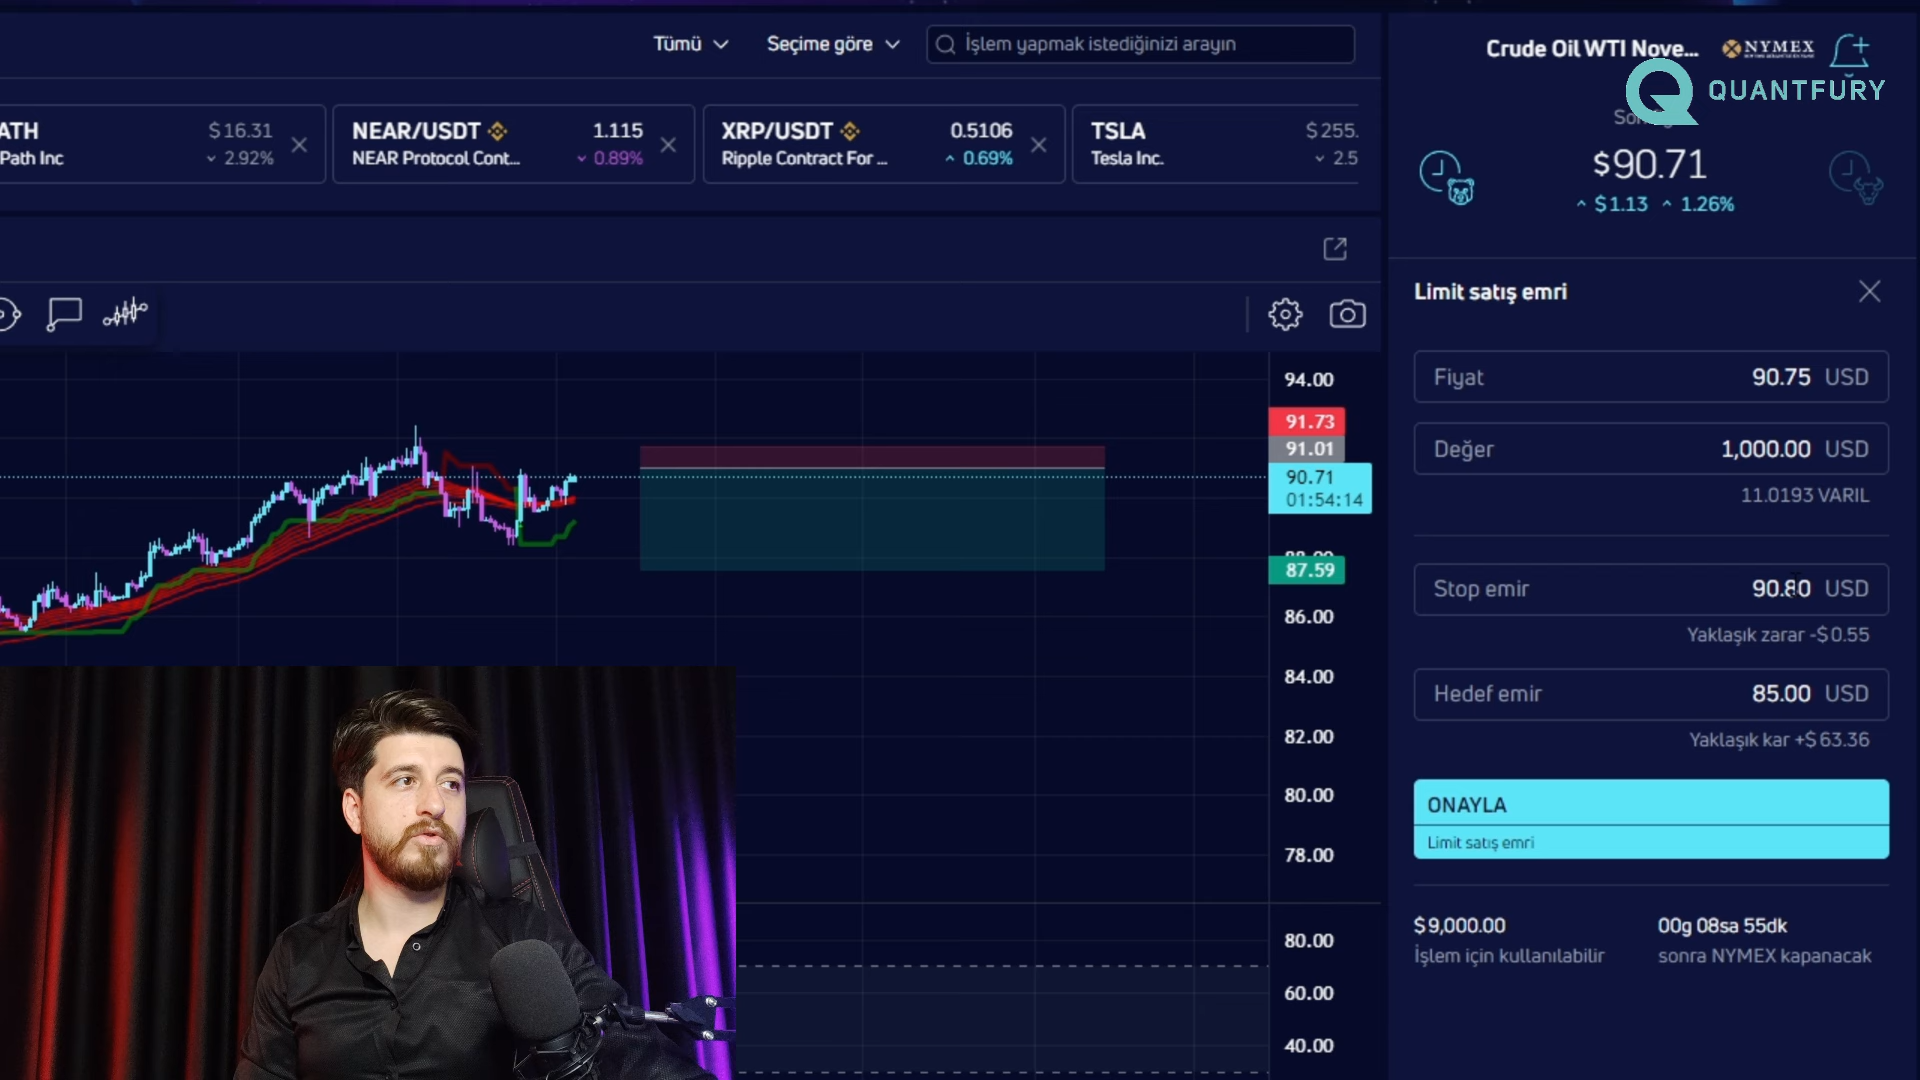 Tümü
Seçime göre
İşlem yapmak istediğinizi arayın
Crude Oil WTI Nove...
NYMEX
QUANTFURY
ATH
$16.31
Path Inc
2.92%
NEAR/USDT
1.115
NEAR Protocol Cont...
0.89%
XRP/USDT
0.5106
Ripple Contract For ...
0.69%
TSLA
$255.
Tesla Inc.
2.5
$90.71
$1.13
1.26%
Limit satış emri
Fiyat
90.75 USD
Değer
1,000.00 USD
11.0193 VARIL
Stop emir
90.80 USD
Yaklaşık zarar -$0.55
Hedef emir
85.00 USD
Yaklaşık kar +$63.36
ONAYLA
Limit satış emri
$9,000.00
İşlem için kullanılabilir
00g 08sa 55dk
sonra NYMEX kapanacak
94.00
91.73
91.01
90.71
01:54:14
87.59
86.00
84.00
82.00
80.00
78.00
80.00
60.00
40.00